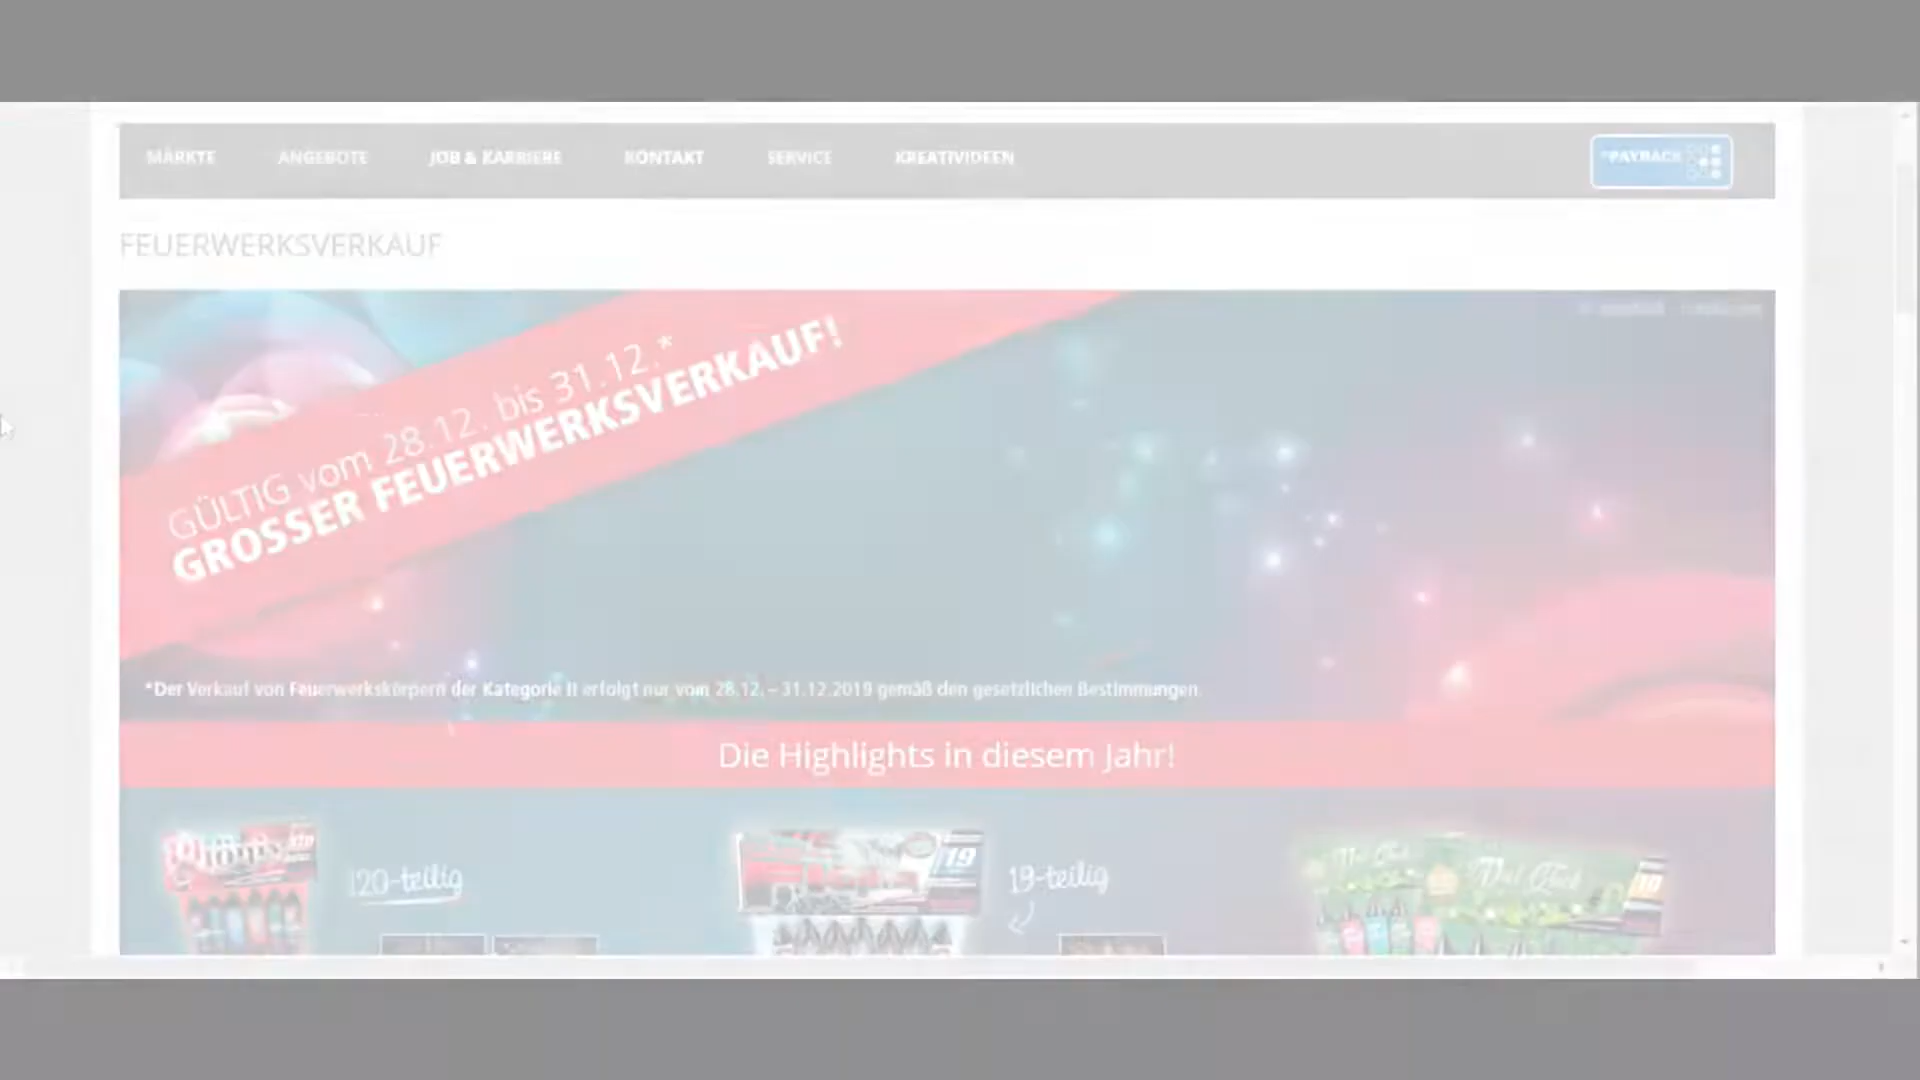 MÄRKTE ANGEBOTE JOB & KARRIERE KONTAKT SERVICE KREATIVIDEEN
PAYBACK
FEUERWERKSVERKAUF
GÜLTIG vom 28.12. bis 31.12.*
GROSSER FEUERWERKSVERKAUF!
*Der Verkauf von Feuerwerkskörpern der Kategorie II erfolgt nur vom 28.12. – 31.12.2019 gemäß den gesetzlichen Bestimmungen.
Die Highlights in diesem Jahr!
120-teilig
19
19-teilig